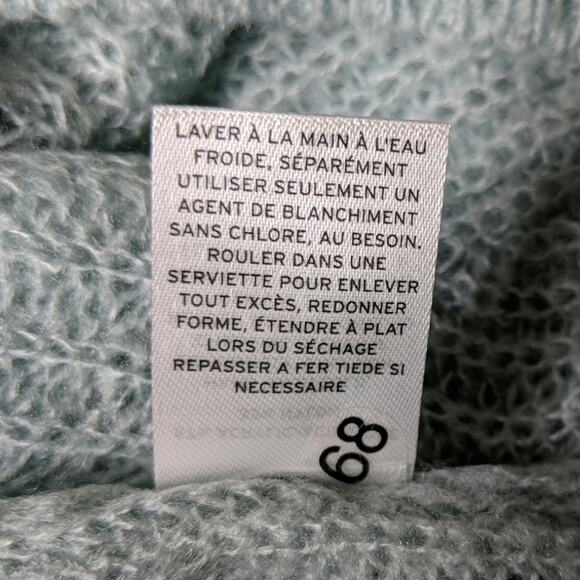 LAVER À LA MAIN À L'EAU
FROIDE, SÉPARÉMENT
UTILISER SEULEMENT UN
AGENT DE BLANCHIMENT
SANS CHLORE, AU BESOIN.
ROULER DANS UNE
SERVIETTE POUR ENLEVER
TOUT EXCÈS, REDONNER
FORME, ÉTENDRE À PLAT
LORS DU SÉCHAGE
REPASSER A FER TIEDE SI
NECESSAIRE
68